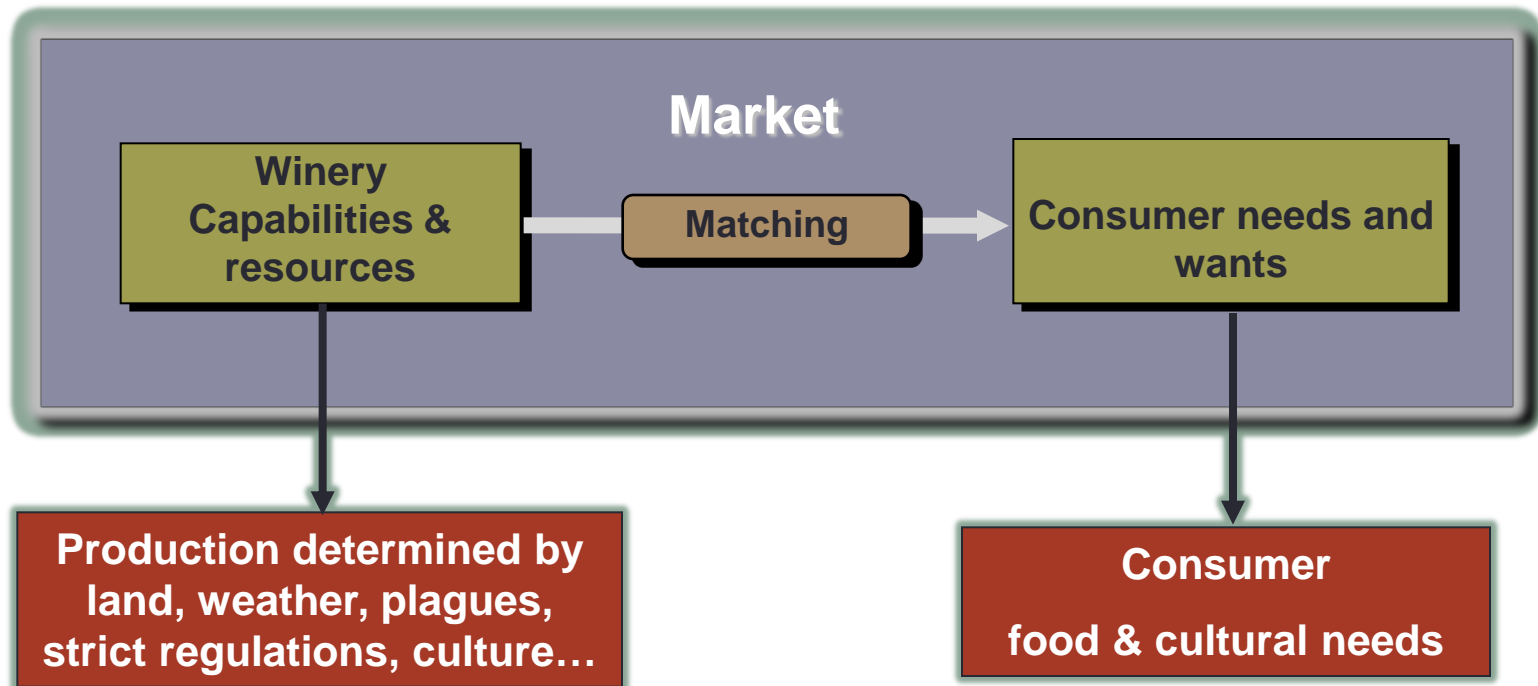 Market
Winery
Capabilities &
resources
Matching
Consumer needs and
wants
Production determined by
land, weather, plagues,
strict regulations, culture…
Consumer
food & cultural needs